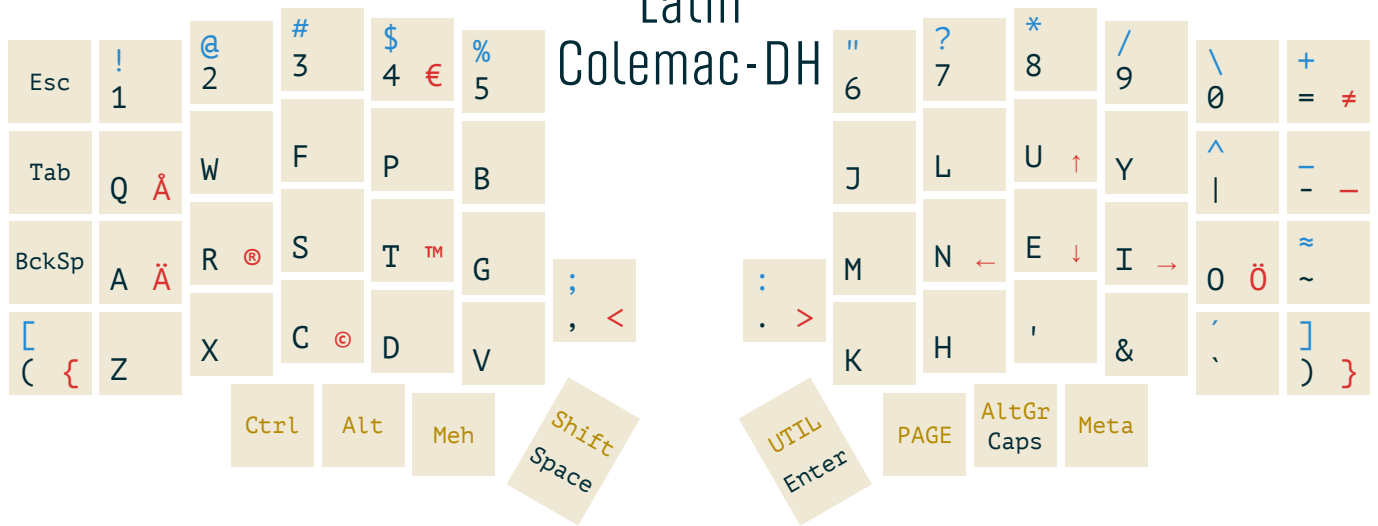 Latin
Colemac-DH
Esc ! 1 @ 2 # 3 $ 4 € % 5 " 6 ? 7 * 8 / 9 \ 0 + = ≠
Tab Q Å W F P B J L U ↑ Y ^ | _ - —
BckSp A Ä R ® S T ™ G M N ← E ↓ I → O Ö ≈ ~
; , < : . >
[ ( { Z X C © D V K H ' & ´ ` ] ) }
Ctrl Alt Meh Shift Space UTIL Enter PAGE AltGr Caps Meta